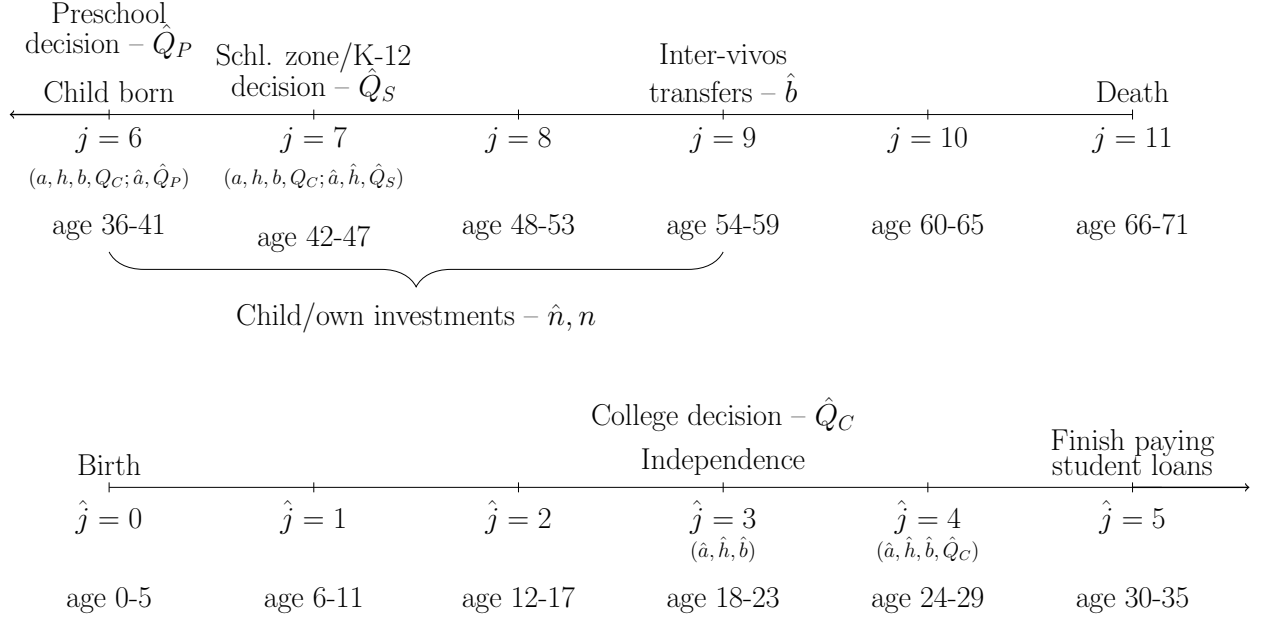 Preschool
decision – Q̂_P
Schl. zone/K-12
decision – Q̂_S
Inter-vivos
transfers – b̂
Child born
Death
j = 6
j = 7
j = 8
j = 9
j = 10
j = 11
(a, h, b, Q_C; â, Q̂_P)
(a, h, b, Q_C; â, ĥ, Q̂_S)
age 36-41
age 42-47
age 48-53
age 54-59
age 60-65
age 66-71
Child/own investments – n̂, n
College decision – Q̂_C
Independence
Birth
Finish paying
student loans
ĵ = 0
ĵ = 1
ĵ = 2
ĵ = 3
ĵ = 4
ĵ = 5
(â, ĥ, b̂)
(â, ĥ, b̂, Q̂_C)
age 0-5
age 6-11
age 12-17
age 18-23
age 24-29
age 30-35